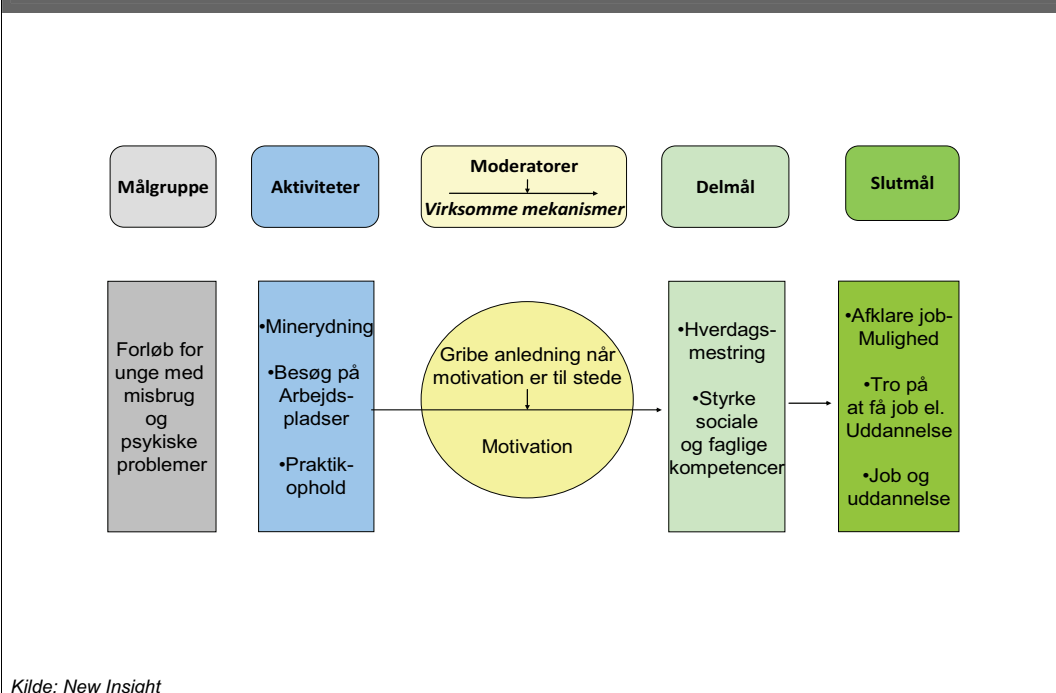 Målgruppe
Aktiviteter
Moderatorer
Virksomme mekanismer
Delmål
Slutmål
Forløb for
unge med
misbrug
og
psykiske
problemer
•Minerydning
•Besøg på
Arbejds-
pladser
•Praktik-
ophold
Gribe anledning når
motivation er til stede
Motivation
•Hverdags-
mestring
•Styrke
sociale
og faglige
kompetencer
•Afklare job-
Mulighed
•Tro på
at få job el.
Uddannelse
•Job og
uddannelse
Kilde: New Insight